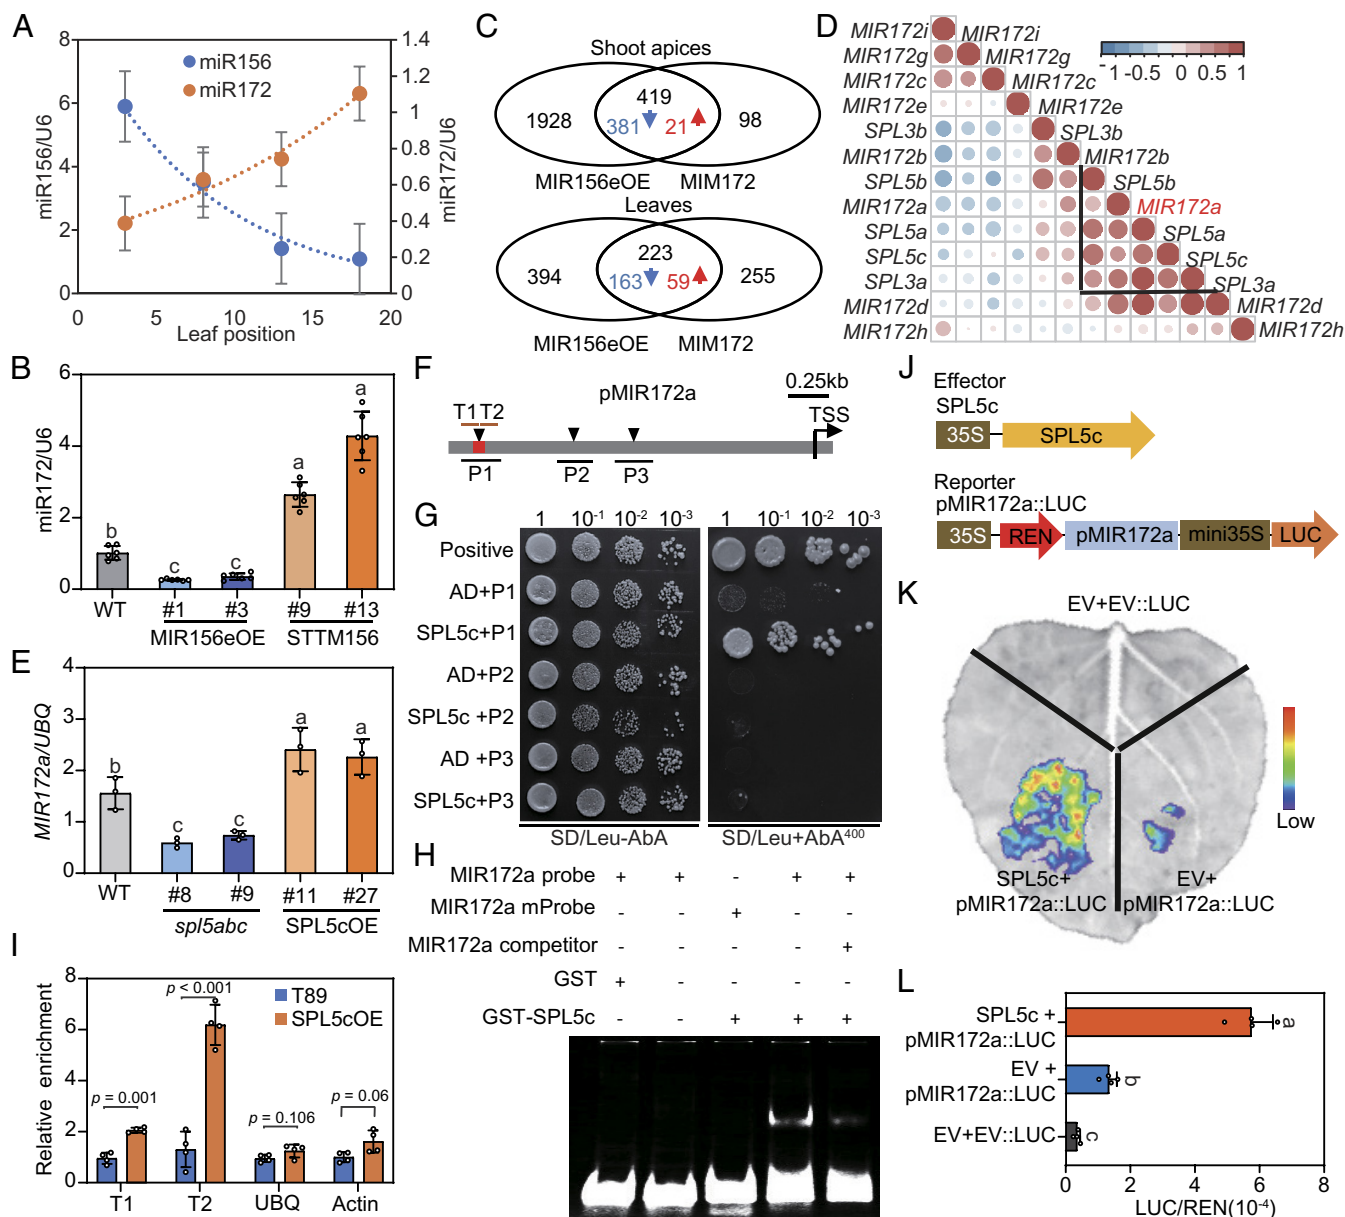 A
8
6
4
2
0
miR156/U6
miR156
miR172
1.4
1.2
1
0.8
0.6
0.4
0.2
0
miR172/U6
0 5 10 15 20
Leaf position
B
6
4
2
0
miR172/U6
b c c a a
WT #1 #3 #9 #13
MIR156eOE STTM156
C
Shoot apices
419
1928 381 21 98
MIR156eOE MIM172
Leaves
223
394 163 59 255
MIR156eOE MIM172
D
MIR172i MIR172i
MIR172g MIR172g
MIR172c MIR172c
MIR172e MIR172e
SPL3b SPL3b
MIR172b MIR172b
SPL5b SPL5b
MIR172a MIR172a
SPL5a SPL5a
SPL5c SPL5c
SPL3a SPL3a
MIR172d MIR172d
MIR172h MIR172h
-1 -0.5 0 0.5 1
E
4
3
2
1
0
MIR172a/UBQ
b c c a a
WT #8 #9 #11 #27
spl5abc SPL5cOE
F
0.25kb
pMIR172a
T1 T2 TSS
P1 P2 P3
G
1 10-1 10-2 10-3 1 10-1 10-2 10-3
Positive
AD+P1
SPL5c+P1
AD+P2
SPL5c +P2
AD +P3
SPL5c+P3
SD/Leu-AbA SD/Leu+AbA400
H
MIR172a probe + + - + +
MIR172a mProbe - - + - -
MIR172a competitor - - - - +
GST + - - - -
GST-SPL5c - - + + +
I
8
6
4
2
0
Relative enrichment
T89
SPL5cOE
p = 0.001
p < 0.001
p = 0.106
p = 0.06
T1 T2 UBQ Actin
J
Effector
SPL5c
35S SPL5c
Reporter
pMIR172a::LUC
35S REN pMIR172a mini35S LUC
K
EV+EV::LUC
SPL5c+
pMIR172a::LUC
EV+
pMIR172a::LUC
Low
L
SPL5c +
pMIR172a::LUC
a
EV +
pMIR172a::LUC
b
EV+EV::LUC
c
0 2 4 6 8
LUC/REN(10-4)